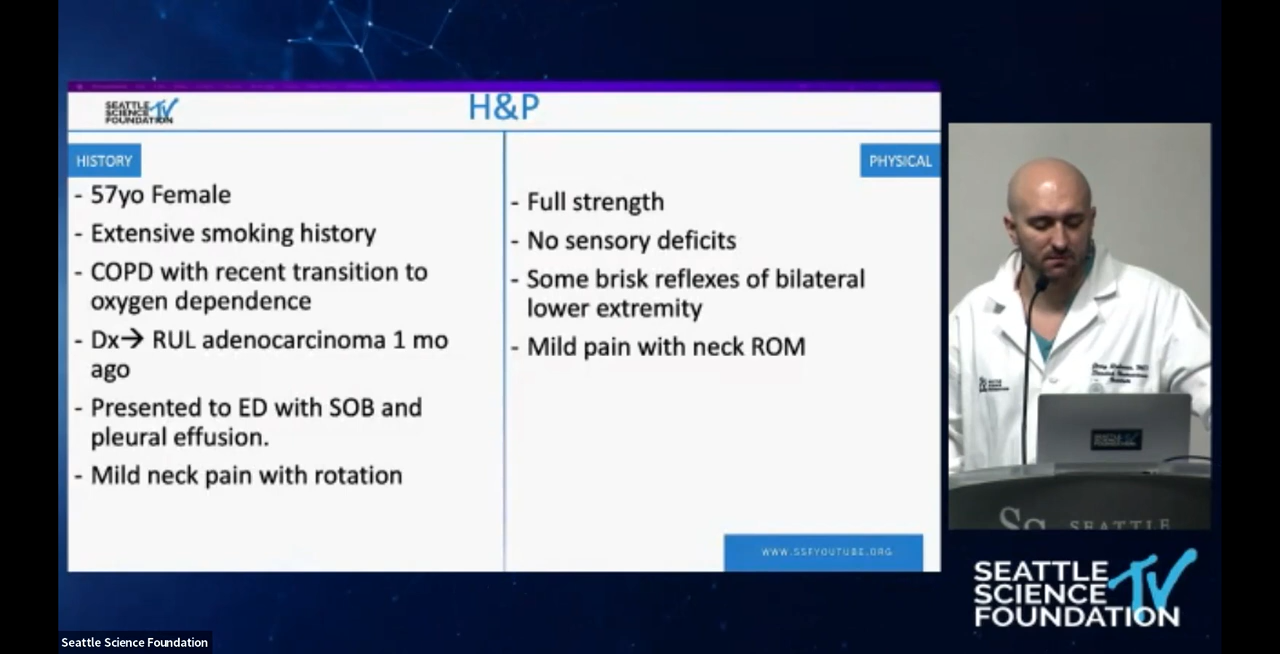 SEATTLE
SCIENCE TV
FOUNDATION
H&P
HISTORY
- 57yo Female
- Extensive smoking history
- COPD with recent transition to
oxygen dependence
- Dx→ RUL adenocarcinoma 1 mo
ago
- Presented to ED with SOB and
pleural effusion.
- Mild neck pain with rotation
PHYSICAL
- Full strength
- No sensory deficits
- Some brisk reflexes of bilateral
lower extremity
- Mild pain with neck ROM
WWW.SSFYOUTUBE.ORG
SEATTLE
SEATTLE
SCIENCE TV
FOUNDATION
Seattle Science Foundation